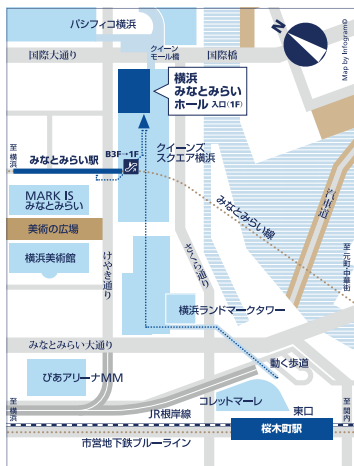 パシフィコ横浜
N
Map by Infogram©
国際大通り
クイーン
モール橋
国際橋
横浜
みなとみらい
ホール 入口(1F)
至横浜
みなとみらい駅
B3F→1F
クイーンズ
スクエア横浜
MARK IS
みなとみらい
美術の広場
横浜美術館
けやき通り
さくら通り
みなとみらい線
汽車道
至元町・中華街
横浜ランドマークタワー
みなとみらい大通り
動く歩道
ぴあアリーナMM
コレットマーレ
東口
至横浜
JR根岸線
桜木町駅
至関内
市営地下鉄ブルーライン